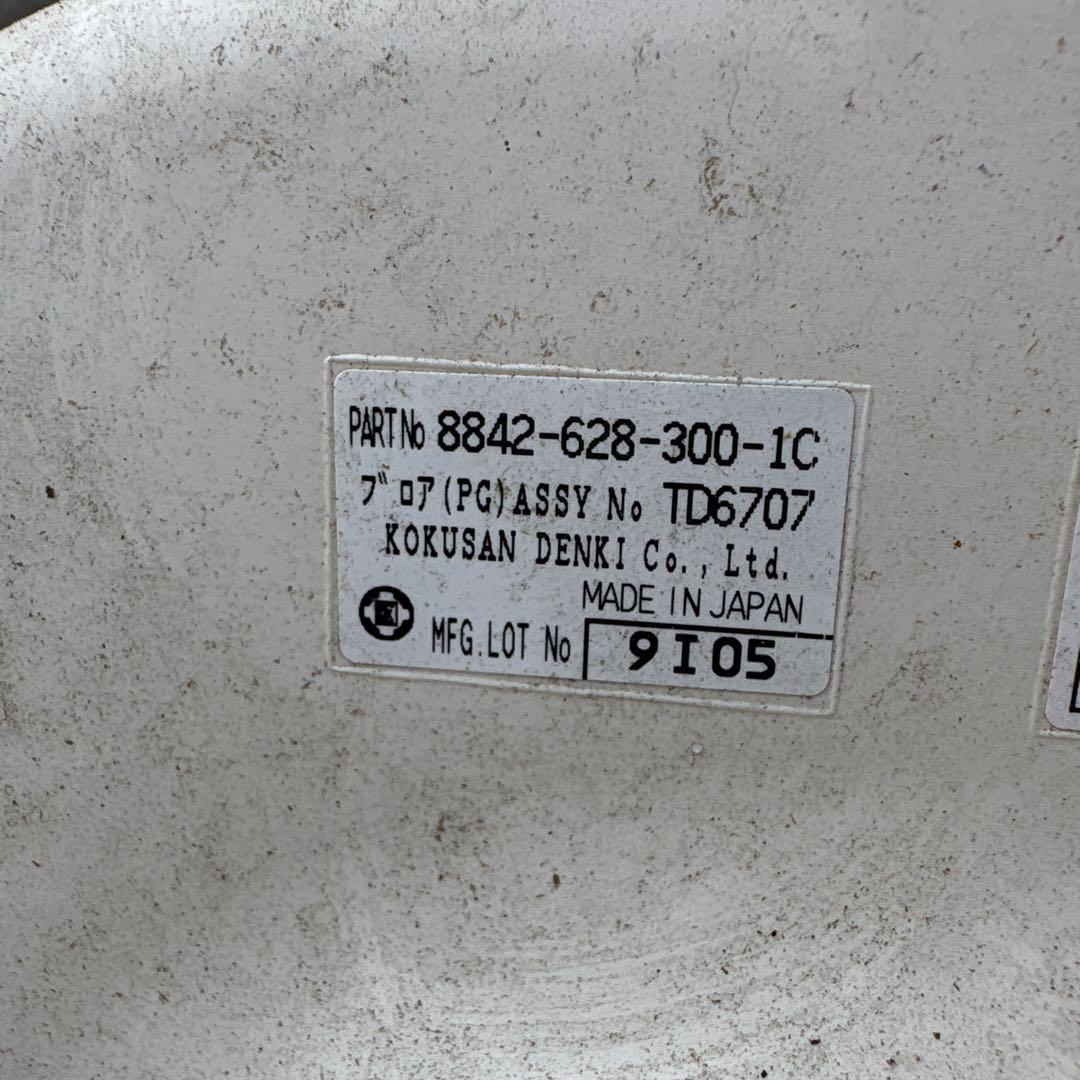 PART No 8842-628-300-1C
ブロア(PG)ASSY No TD6707
KOKUSAN DENKI Co., Ltd.
MADE IN JAPAN
MFG.LOT No 9I05